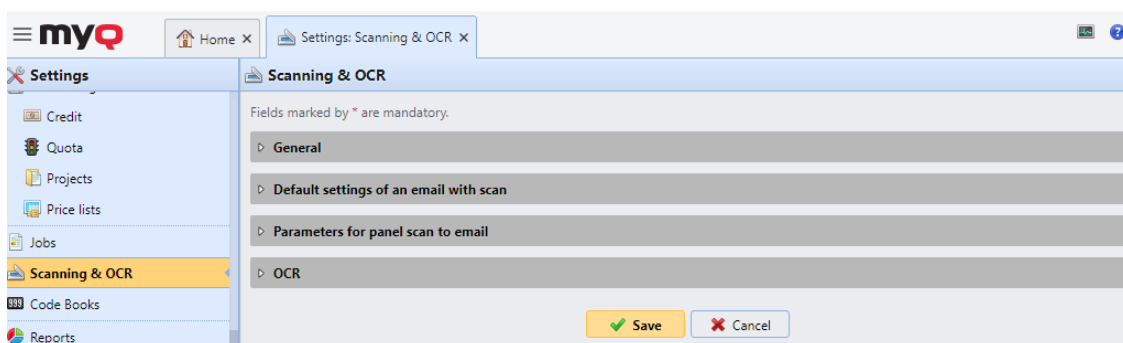 myQ
Home
Settings: Scanning & OCR
Settings
Scanning & OCR
Credit
Quota
Projects
Price lists
Jobs
Scanning & OCR
Code Books
Reports
Fields marked by * are mandatory.
General
Default settings of an email with scan
Parameters for panel scan to email
OCR
Save
Cancel